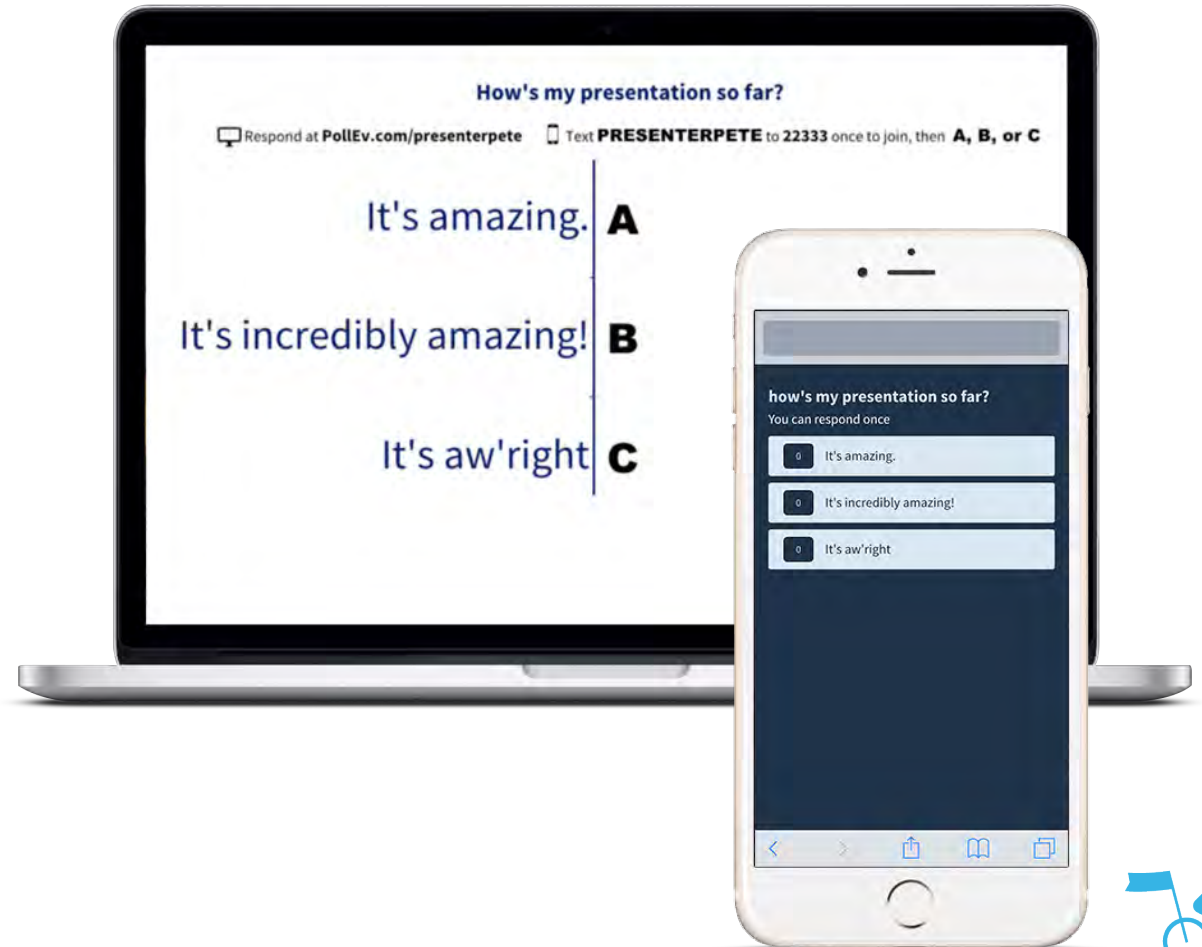 How's my presentation so far?
Respond at PollEv.com/presenterpete Text PRESENTERPETE to 22333 once to join, then A, B, or C
It's amazing. A
It's incredibly amazing! B
It's aw'right C
how's my presentation so far?
You can respond once
0 It's amazing.
0 It's incredibly amazing!
0 It's aw'right